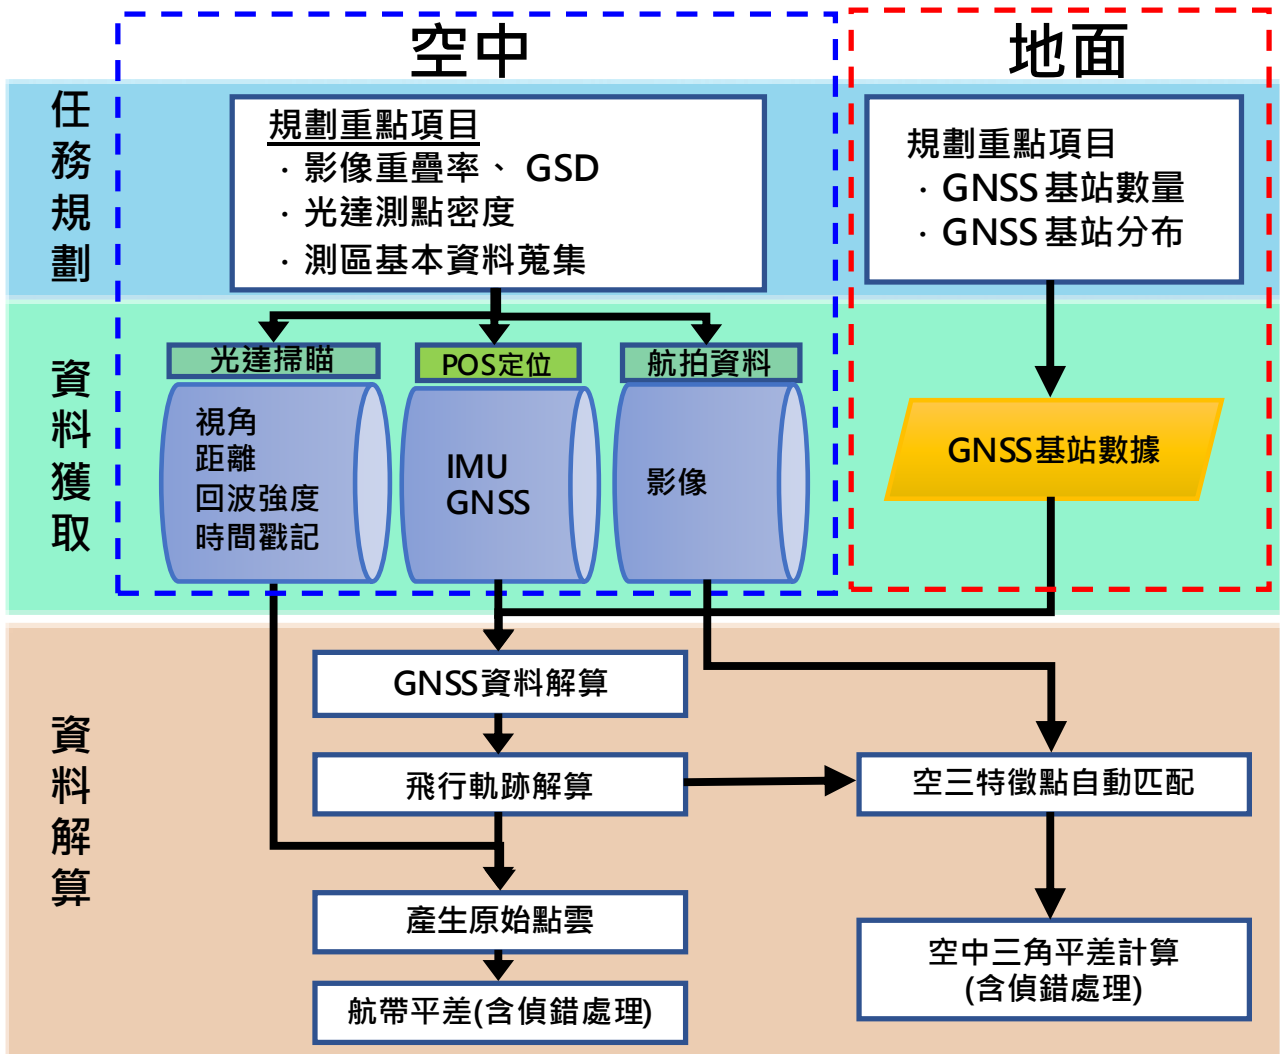 空中
地面
任務規劃
規劃重點項目
．影像重疊率、 GSD
．光達測點密度
．測區基本資料蒐集
規劃重點項目
．GNSS 基站數量
．GNSS 基站分布
資料獲取
光達掃瞄
POS定位
航拍資料
視角
距離
回波強度
時間戳記
IMU
GNSS
影像
GNSS基站數據
資料解算
GNSS資料解算
飛行軌跡解算
空三特徵點自動匹配
產生原始點雲
空中三角平差計算
(含偵錯處理)
航帶平差(含偵錯處理)